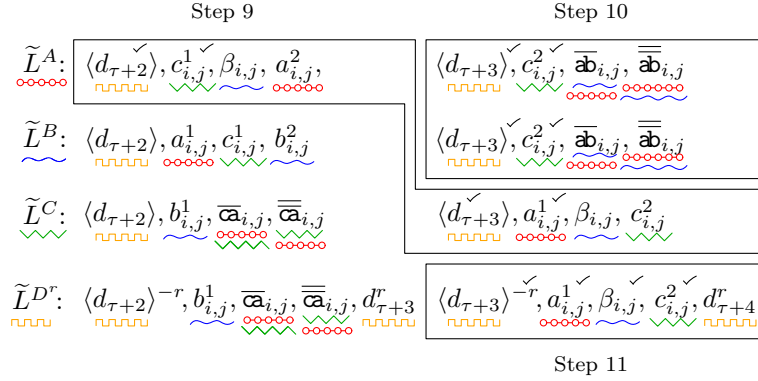 Step 9 Step 10
L̃^A: ⟨d_{τ+2}⟩✓, c^1_{i,j}✓, β_{i,j}, a^2_{i,j}, ⟨d_{τ+3}⟩✓, c^2_{i,j}✓, \overline{ab}_{i,j}, \overline{\overline{ab}}_{i,j}
L̃^B: ⟨d_{τ+2}⟩, a^1_{i,j}, c^1_{i,j}, b^2_{i,j} ⟨d_{τ+3}⟩✓, c^2_{i,j}✓, \overline{ab}_{i,j}, \overline{\overline{ab}}_{i,j}
L̃^C: ⟨d_{τ+2}⟩, b^1_{i,j}, \overline{ca}_{i,j}, \overline{\overline{ca}}_{i,j} ⟨d_{τ+3}⟩✓, a^1_{i,j}✓, β_{i,j}, c^2_{i,j}
L̃^{D^r}: ⟨d_{τ+2}⟩^{-r}, b^1_{i,j}, \overline{ca}_{i,j}, \overline{\overline{ca}}_{i,j}, d^r_{τ+3} ⟨d_{τ+3}⟩^{-r}✓, a^1_{i,j}✓, β_{i,j}✓, c^2_{i,j}✓, d^r_{τ+4}
Step 11